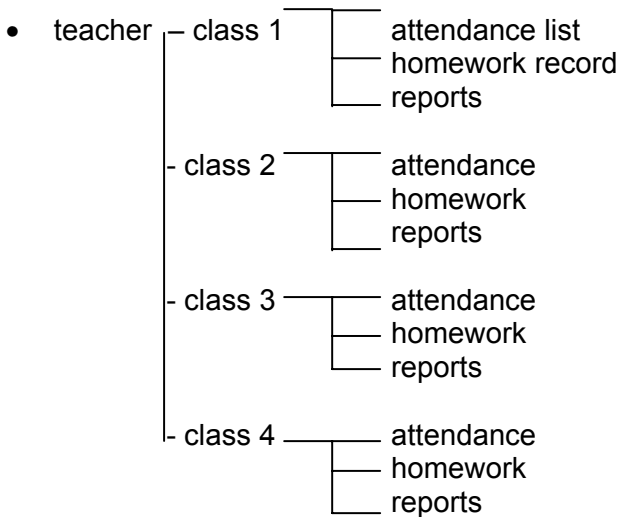 • teacher – class 1 attendance list
homework record
reports
- class 2 attendance
homework
reports
- class 3 attendance
homework
reports
- class 4 attendance
homework
reports